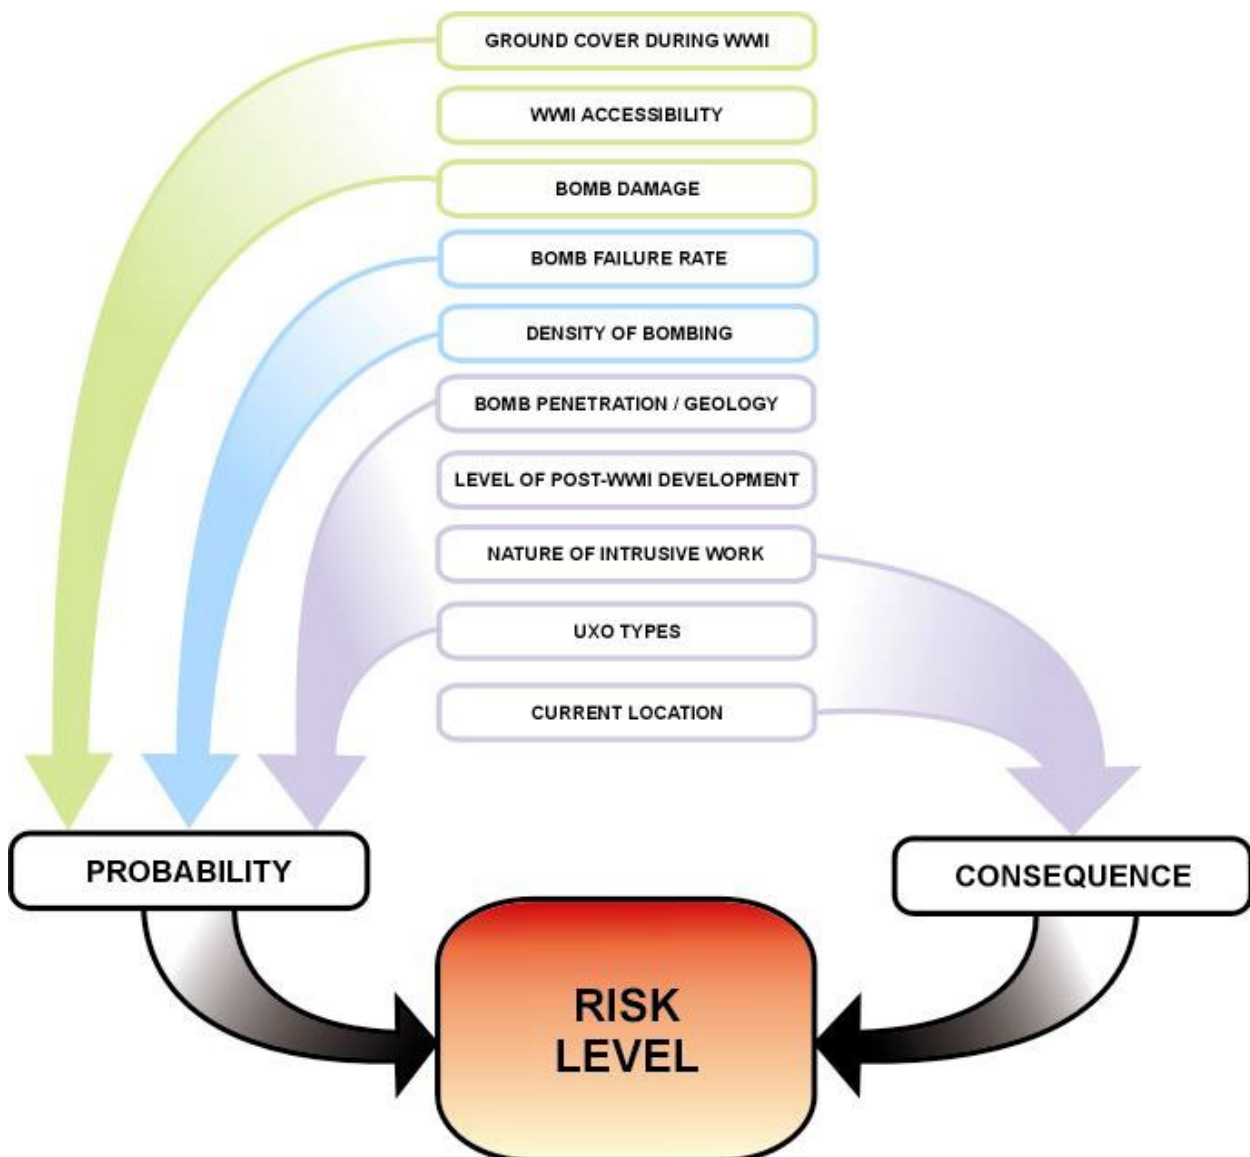 GROUND COVER DURING WWII
WWII ACCESSIBILITY
BOMB DAMAGE
BOMB FAILURE RATE
DENSITY OF BOMBING
BOMB PENETRATION / GEOLOGY
LEVEL OF POST-WWII DEVELOPMENT
NATURE OF INTRUSIVE WORK
UXO TYPES
CURRENT LOCATION
PROBABILITY
CONSEQUENCE
RISK
LEVEL